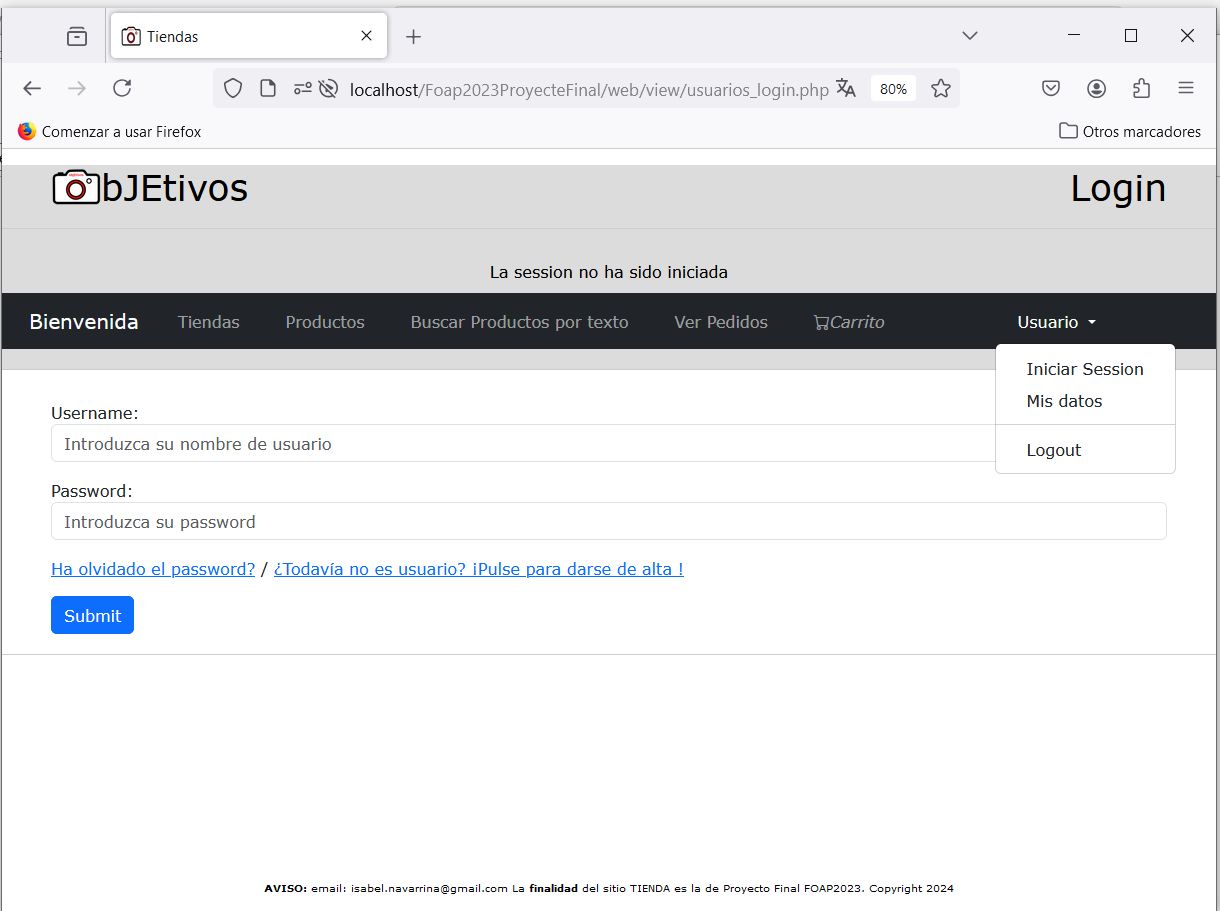 Tiendas
localhost/Foap2023ProyecteFinal/web/view/usuarios_login.php 80%
Comenzar a usar Firefox Otros marcadores
bJEtivos Login
La session no ha sido iniciada
Bienvenida Tiendas Productos Buscar Productos por texto Ver Pedidos Carrito Usuario
Iniciar Session
Mis datos
Logout
Username:
Introduzca su nombre de usuario
Password:
Introduzca su password
Ha olvidado el password? / ¿Todavía no es usuario? ¡Pulse para darse de alta !
Submit
AVISO: email: isabel.navarrina@gmail.com La finalidad del sitio TIENDA es la de Proyecto Final FOAP2023. Copyright 2024